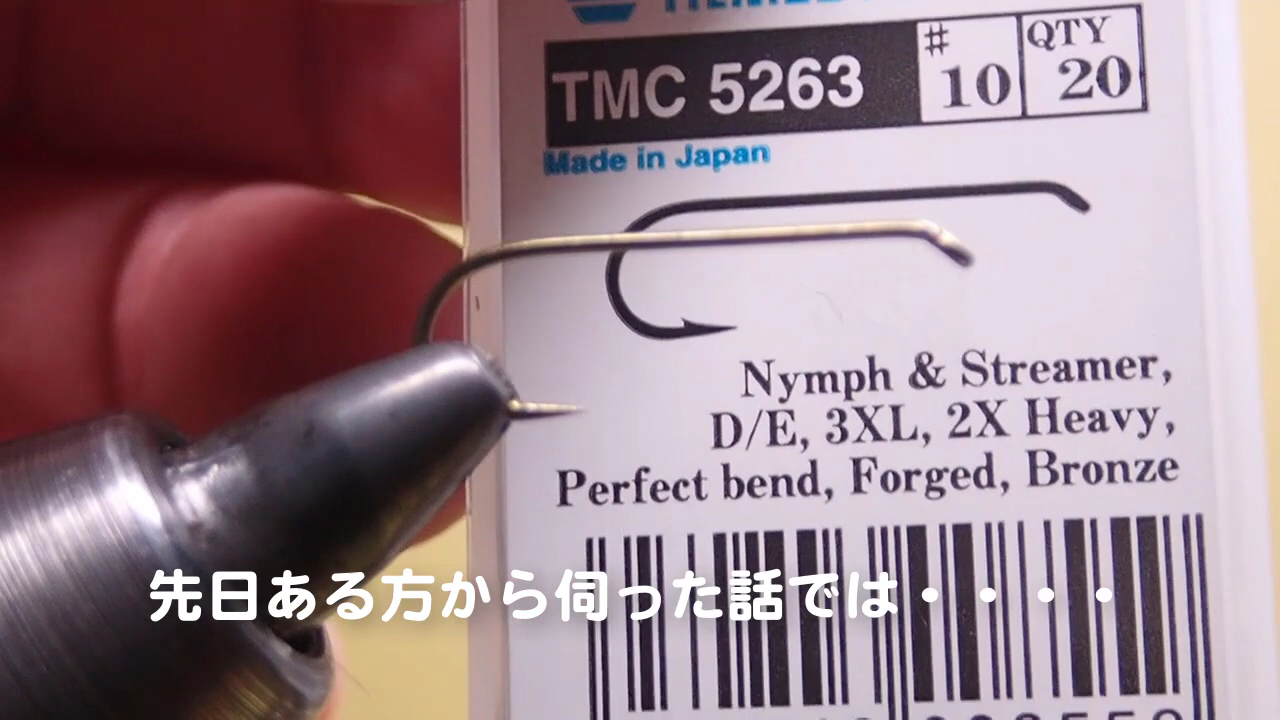 TMC 5263
#
10
QTY
20
Made in Japan
Nymph & Streamer,
D/E, 3XL, 2X Heavy,
Perfect bend, Forged, Bronze
先日ある方から伺った話では・・・・